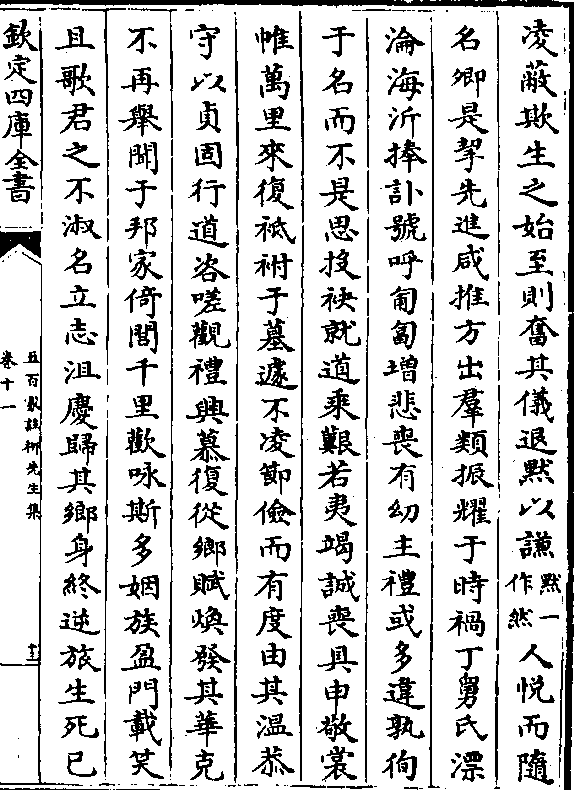 凌蔽欺生之始至則奮其儀退默以謙默一作然人悅而隨
名卿是挈先進咸推方出羣類振耀于時禍丁舅氏漂
淪海沂捧訃號呼匍匐增悲喪有幼主禮或多違孰徇
于名而不是思投袂就道乘艱若夷竭誠喪具申敬裳
帷萬里來復祗祔于墓遽不凌節儉而有度由其溫恭
守以貞固行道咨嗟觀禮興慕復從鄉賦煥發其華克
不再舉聞于邦家倚閭千里歡咏斯多姻族盈門載笑
且歌君之不淑名立志沮慶歸其鄉身終逆旅生死已
欽定四庫全書
五百家註柳先生集
卷十一